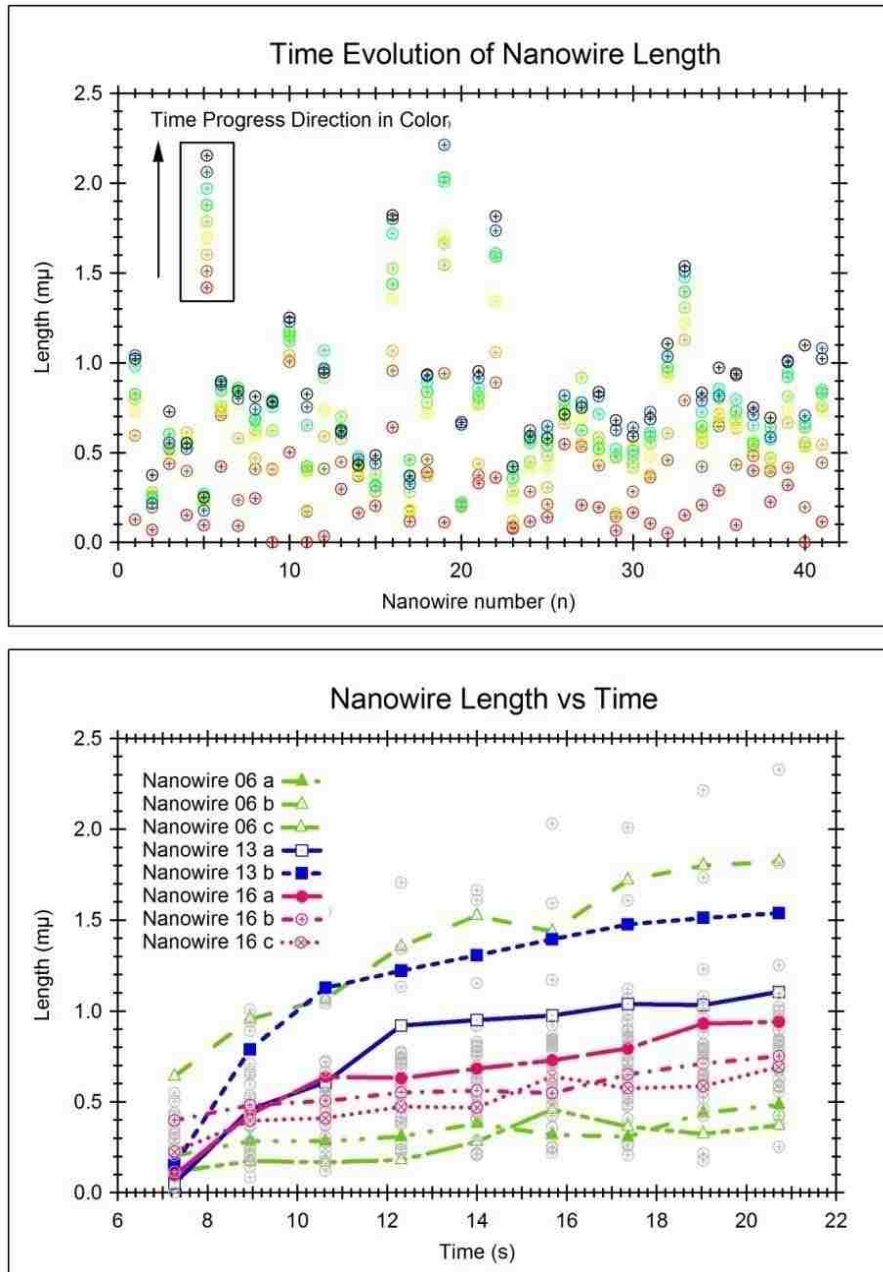 Time Evolution of Nanowire Length
2.5
2.0
1.5
1.0
0.5
0.0
Length (mµ)
Time Progress Direction in Color
0 10 20 30 40
Nanowire number (n)
Nanowire Length vs Time
2.5
2.0
1.5
1.0
0.5
0.0
Length (mµ)
Nanowire 06 a
Nanowire 06 b
Nanowire 06 c
Nanowire 13 a
Nanowire 13 b
Nanowire 16 a
Nanowire 16 b
Nanowire 16 c
6 8 10 12 14 16 18 20 22
Time (s)